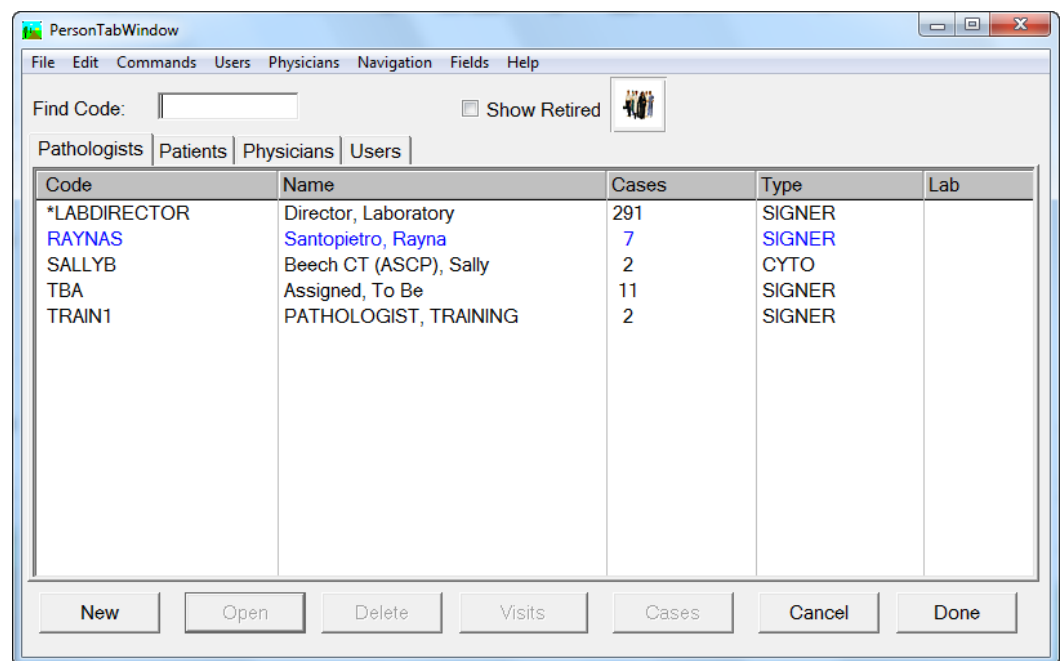 PersonTabWindow
File Edit Commands Users Physicians Navigation Fields Help
Find Code: Show Retired
Pathologists Patients Physicians Users
Code Name Cases Type Lab
*LABDIRECTOR Director, Laboratory 291 SIGNER
RAYNAS Santopietro, Rayna 7 SIGNER
SALLYB Beech CT (ASCP), Sally 2 CYTO
TBA Assigned, To Be 11 SIGNER
TRAIN1 PATHOLOGIST, TRAINING 2 SIGNER
New Open Delete Visits Cases Cancel Done